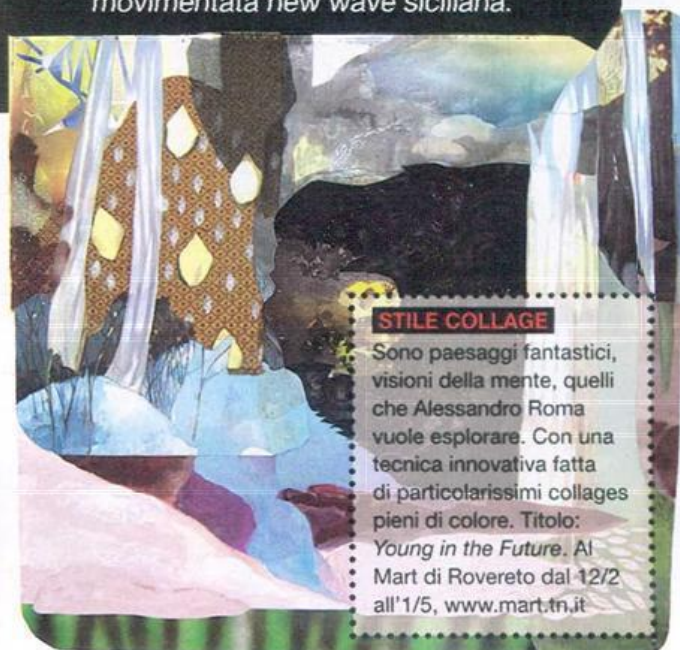 movimentata new wave siciliana.
STILE COLLAGE
Sono paesaggi fantastici,
visioni della mente, quelli
che Alessandro Roma
vuole esplorare. Con una
tecnica innovativa fatta
di particolarissimi collages
pieni di colore. Titolo:
Young in the Future. Al
Mart di Rovereto dal 12/2
all'1/5, www.mart.tn.it